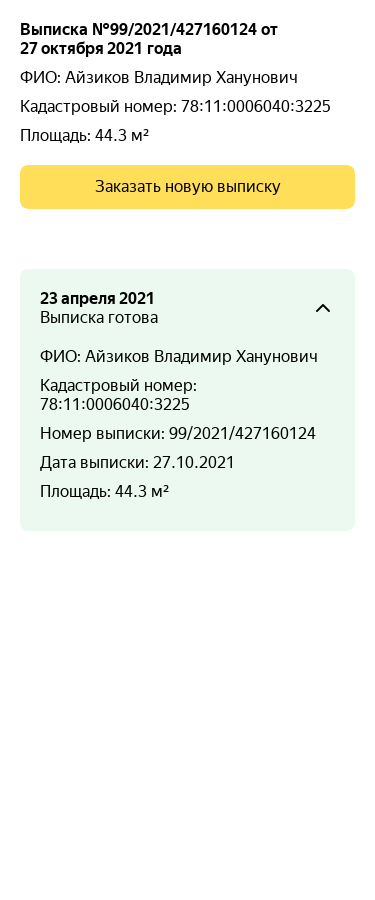 Выписка №99/2021/427160124 от
27 октября 2021 года
ФИО: Айзиков Владимир Ханунович
Кадастровый номер: 78:11:0006040:3225
Площадь: 44.3 м²
Заказать новую выписку
23 апреля 2021
Выписка готова
ФИО: Айзиков Владимир Ханунович
Кадастровый номер:
78:11:0006040:3225
Номер выписки: 99/2021/427160124
Дата выписки: 27.10.2021
Площадь: 44.3 м²